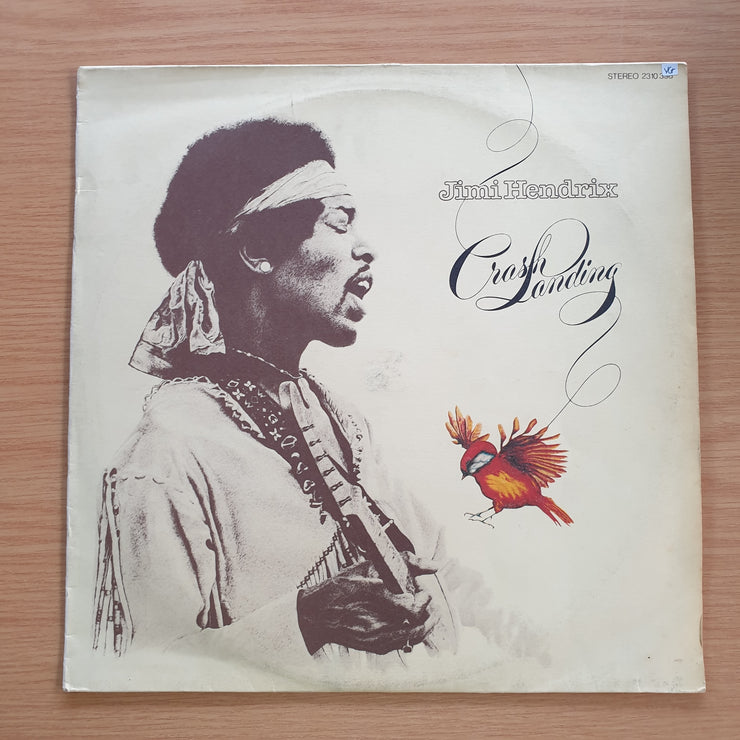 STEREO 2310
Jimi Hendrix
Crash
Landing